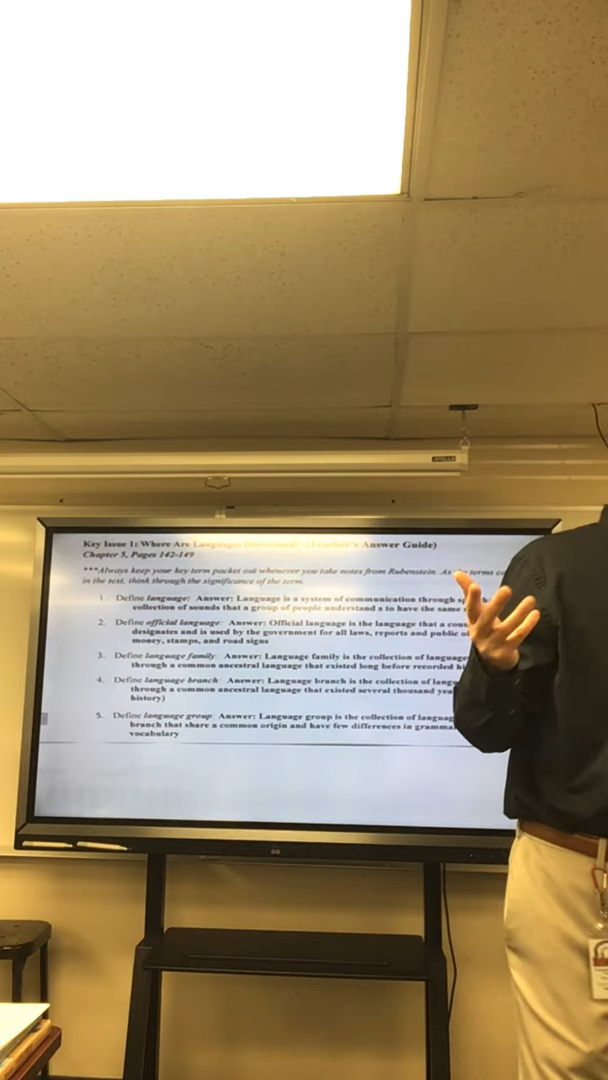 Key Issue 1: Where Are Languages Distributed? (Teacher's Answer Guide)
Chapter 5, Pages 142-149
***Always keep your key term packet out whenever you take notes from Rubenstein. As terms
in the text, think through the significance of the term.
1. Define language: Answer: Language is a system of communication through
collection of sounds that a group of people understand s to have the same
2. Define official language: Answer: Official language is the language that a
designates and is used by the government for all laws, reports and public
money, stamps, and road signs
3. Define language family: Answer: Language family is the collection of language
through a common ancestral language that existed long before recorded
4. Define language branch: Answer: Language branch is the collection of
through a common ancestral language that existed several thousand
history)
5. Define language group: Answer: Language group is the collection of
branch that share a common origin and have few differences in
vocabulary
APOLLO